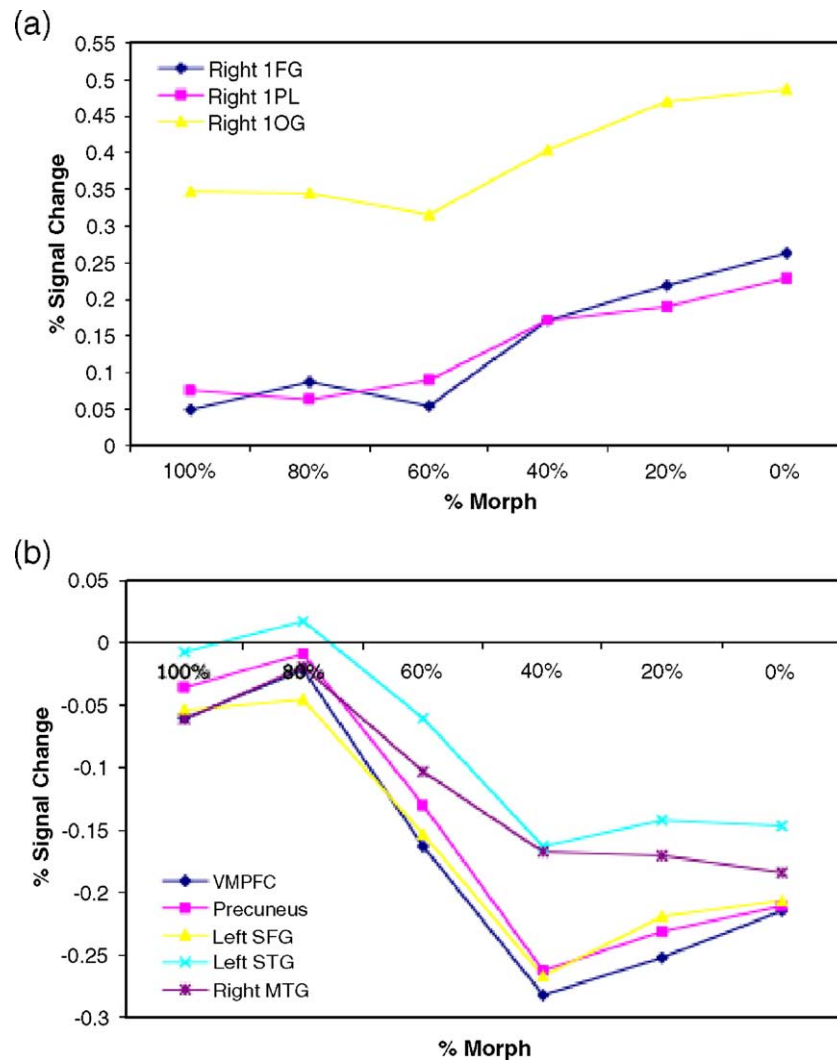 (a)
0.55
0.5
0.45
0.4
0.35
0.3
0.25
0.2
0.15
0.1
0.05
0
% Signal Change
Right 1FG
Right 1PL
Right 1OG
100% 80% 60% 40% 20% 0%
% Morph
(b)
0.05
0
-0.05
-0.1
-0.15
-0.2
-0.25
-0.3
% Signal Change
100% 80% 60% 40% 20% 0%
VMPFC
Precuneus
Left SFG
Left STG
Right MTG
% Morph